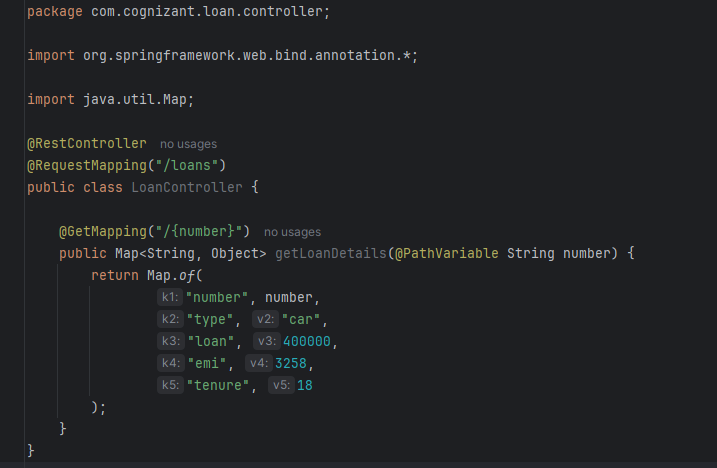 package com.cognizant.loan.controller;
import org.springframework.web.bind.annotation.*;
import java.util.Map;
@RestController no usages
@RequestMapping("/loans")
public class LoanController {
@GetMapping("/{number}") no usages
public Map<String, Object> getLoanDetails(@PathVariable String number) {
return Map.of(
k1: "number", number,
k2: "type", v2: "car",
k3: "loan", v3: 400000,
k4: "emi", v4: 3258,
k5: "tenure", v5: 18
);
}
}